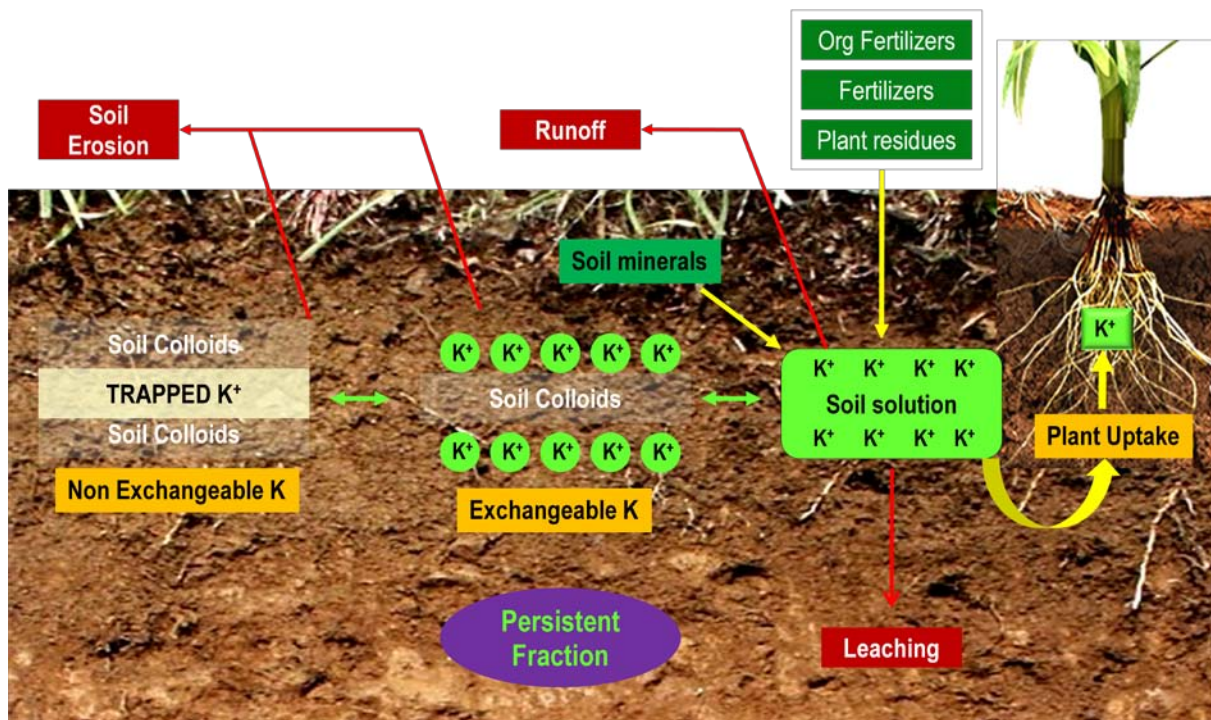 Org Fertilizers
Fertilizers
Plant residues
Soil
Erosion
Runoff
Soil minerals
Soil Colloids
TRAPPED K⁺
Soil Colloids
Non Exchangeable K
K⁺ K⁺ K⁺ K⁺ K⁺
Soil Colloids
K⁺ K⁺ K⁺ K⁺ K⁺
Exchangeable K
K⁺ K⁺ K⁺ K⁺
Soil solution
K⁺ K⁺ K⁺ K⁺
K⁺
Plant Uptake
Persistent
Fraction
Leaching